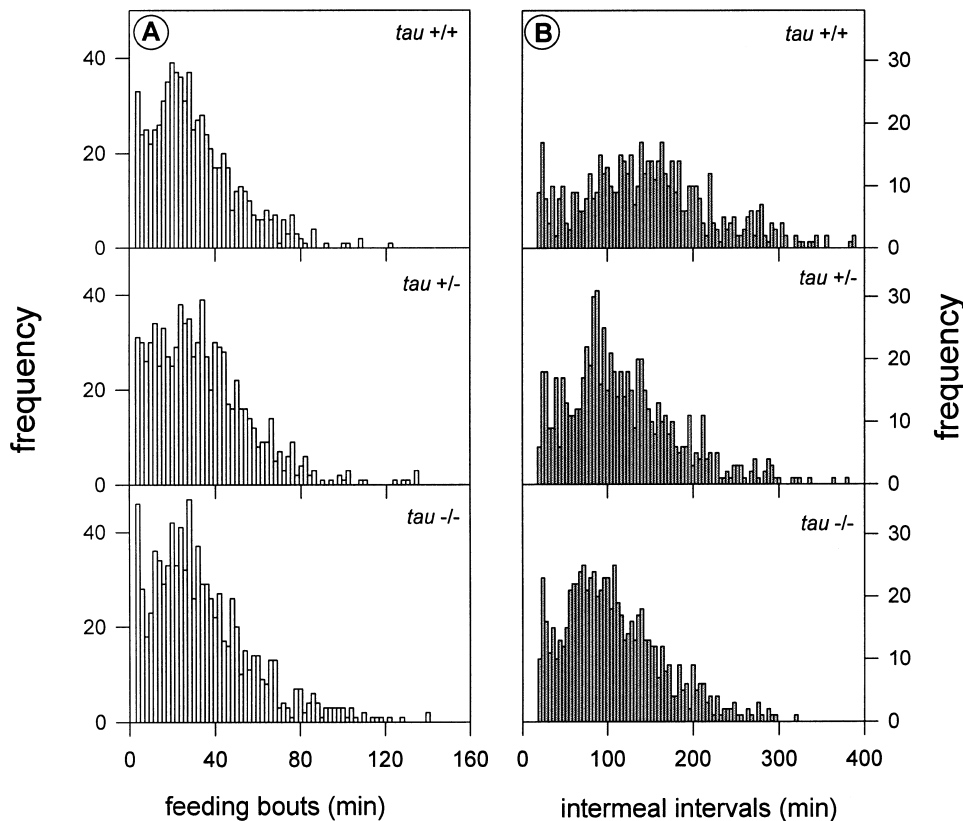 A
tau +/+
40
20
0
tau +/-
40
20
0
tau -/-
40
20
0
0 40 80 120 160
feeding bouts (min)
frequency
B
tau +/+
30
20
10
0
tau +/-
30
20
10
0
tau -/-
30
20
10
0
0 100 200 300 400
intermeal intervals (min)
frequency